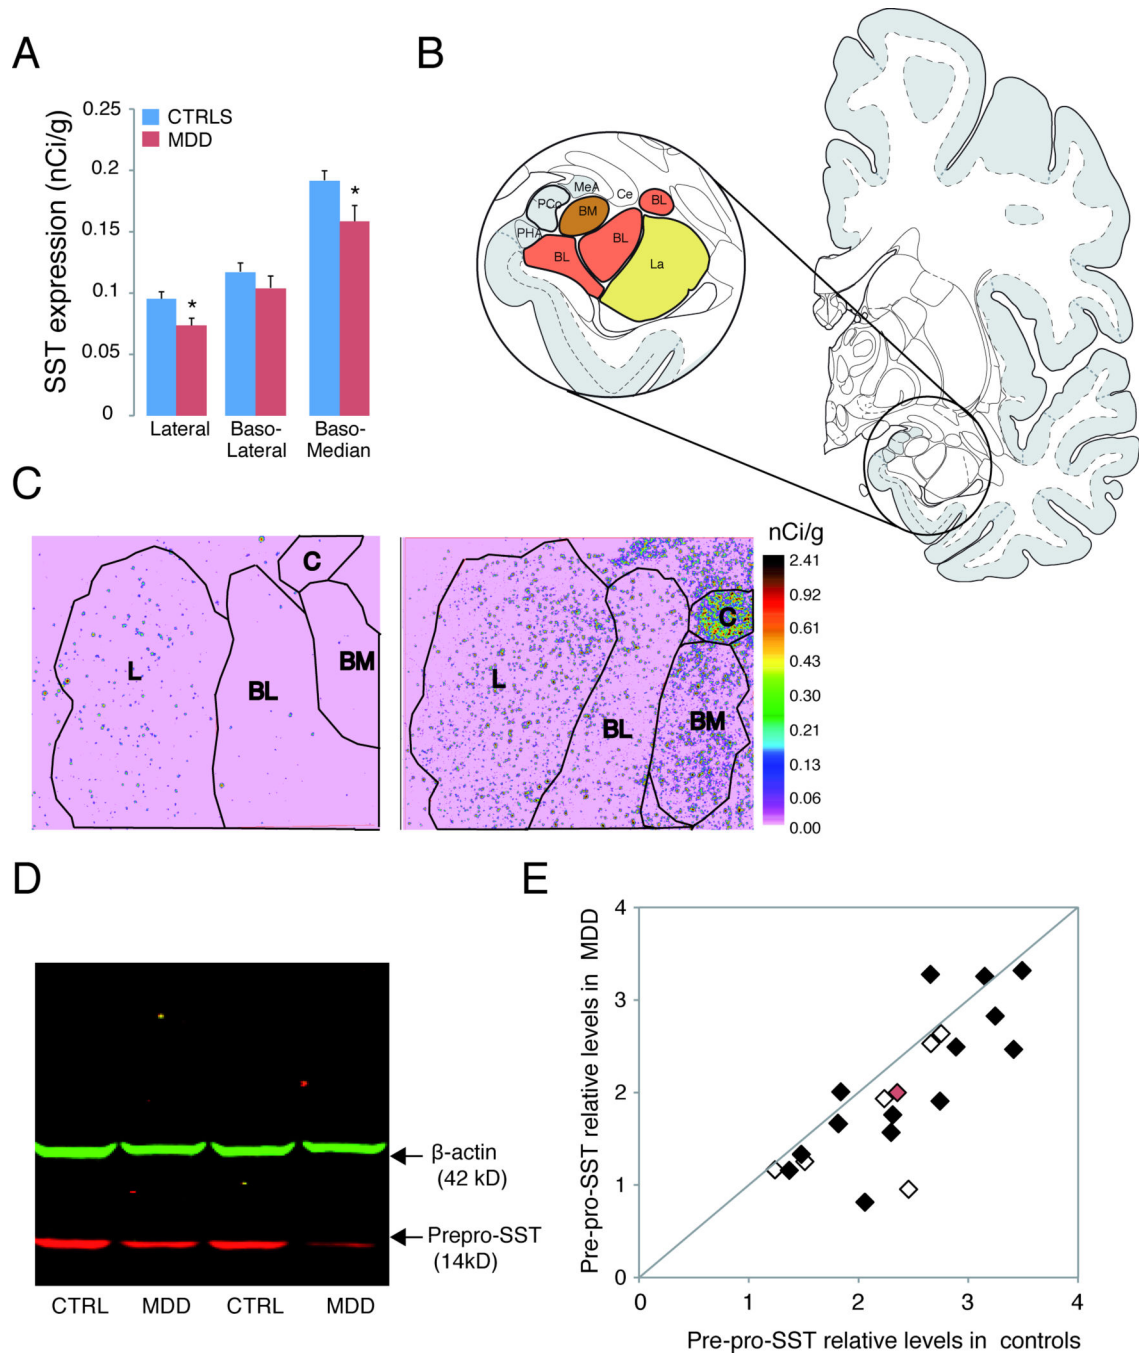 A
SST expression (nCi/g)
0.25
0.2
0.15
0.1
0.05
0
CTRLS
MDD
*
*
Lateral
Baso-
Lateral
Baso-
Median
B
MeA
PCo
Ce
BL
BM
PHA
BL
BL
La
C
C
L
BL
BM
C
L
BL
BM
nCi/g
2.41
0.92
0.61
0.43
0.30
0.21
0.13
0.06
0.00
D
β-actin
(42 kD)
Prepro-SST
(14kD)
CTRL MDD CTRL MDD
E
Pre-pro-SST relative levels in MDD
4
3
2
1
0
0 1 2 3 4
Pre-pro-SST relative levels in controls